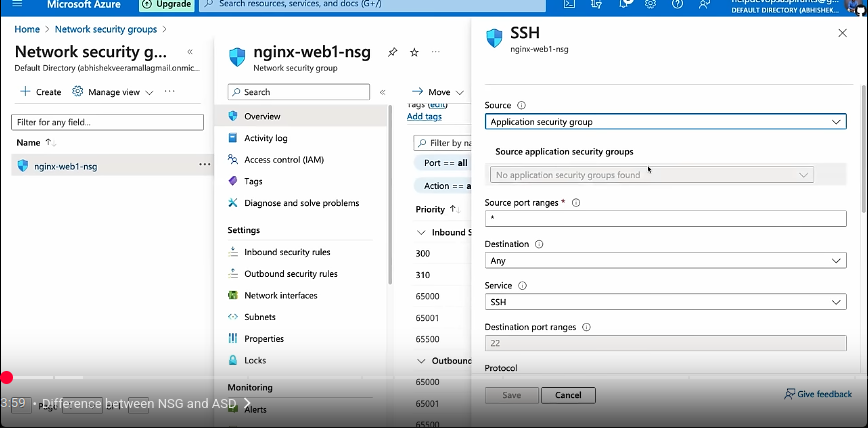 Microsoft Azure
Upgrade
Search resources, services, and docs (G+/)
DEFAULT DIRECTORY (ABHISHEK...
Home > Network security groups >
Network security g...
Default Directory (abhishekveeramallagmail.onmic...
Create
Manage view
Filter for any field...
Name
nginx-web1-nsg
nginx-web1-nsg
Network security group
Search
Overview
Activity log
Access control (IAM)
Tags
Diagnose and solve problems
Settings
Inbound security rules
Outbound security rules
Network interfaces
Subnets
Properties
Locks
Monitoring
Alerts
Move
Tags (edit)
Add tags
Filter by na
Port == all
Action == a
Priority
Inbound S
300
310
65000
65001
65500
Outbound
65000
65001
65500
SSH
nginx-web1-nsg
Source
Application security group
Source application security groups
No application security groups found
Source port ranges *
*
Destination
Any
Service
SSH
Destination port ranges
22
Protocol
Save
Cancel
Give feedback
3:59 • Difference between NSG and ASD >